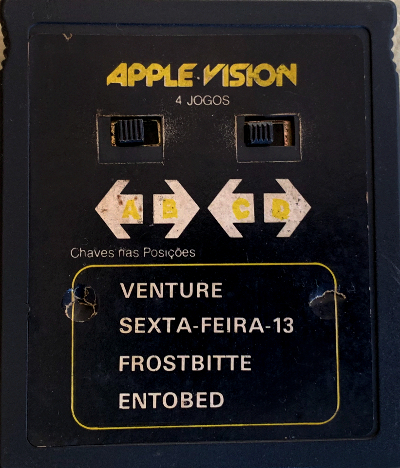 APPLE VISION
4 JOGOS
A B C D
Chaves nas Posições
VENTURE
SEXTA-FEIRA-13
FROSTBITTE
ENTOBED